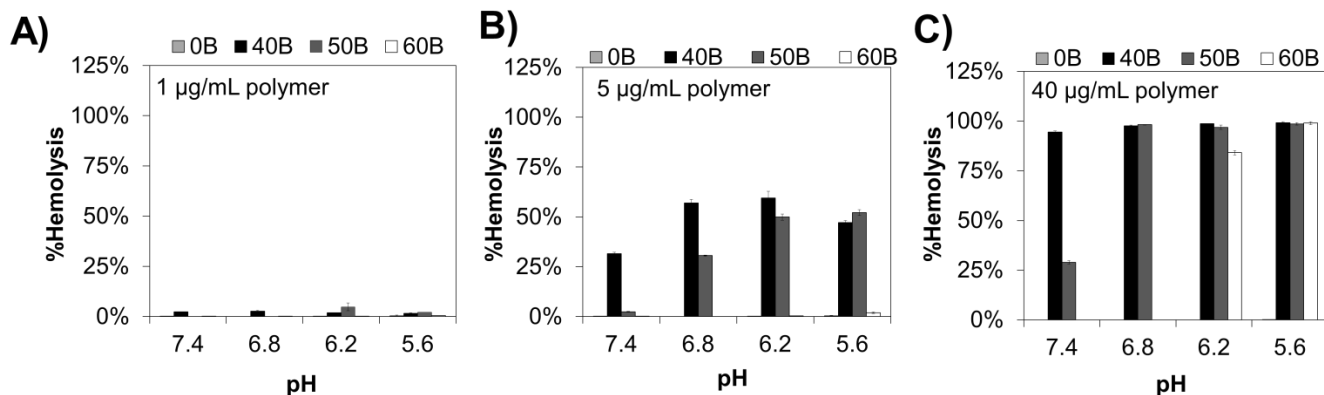 A)
0B 40B 50B 60B
1 µg/mL polymer
125%
100%
75%
50%
25%
0%
%Hemolysis
7.4 6.8 6.2 5.6
pH
B)
0B 40B 50B 60B
5 µg/mL polymer
125%
100%
75%
50%
25%
0%
%Hemolysis
7.4 6.8 6.2 5.6
pH
C)
0B 40B 50B 60B
40 µg/mL polymer
125%
100%
75%
50%
25%
0%
%Hemolysis
7.4 6.8 6.2 5.6
pH